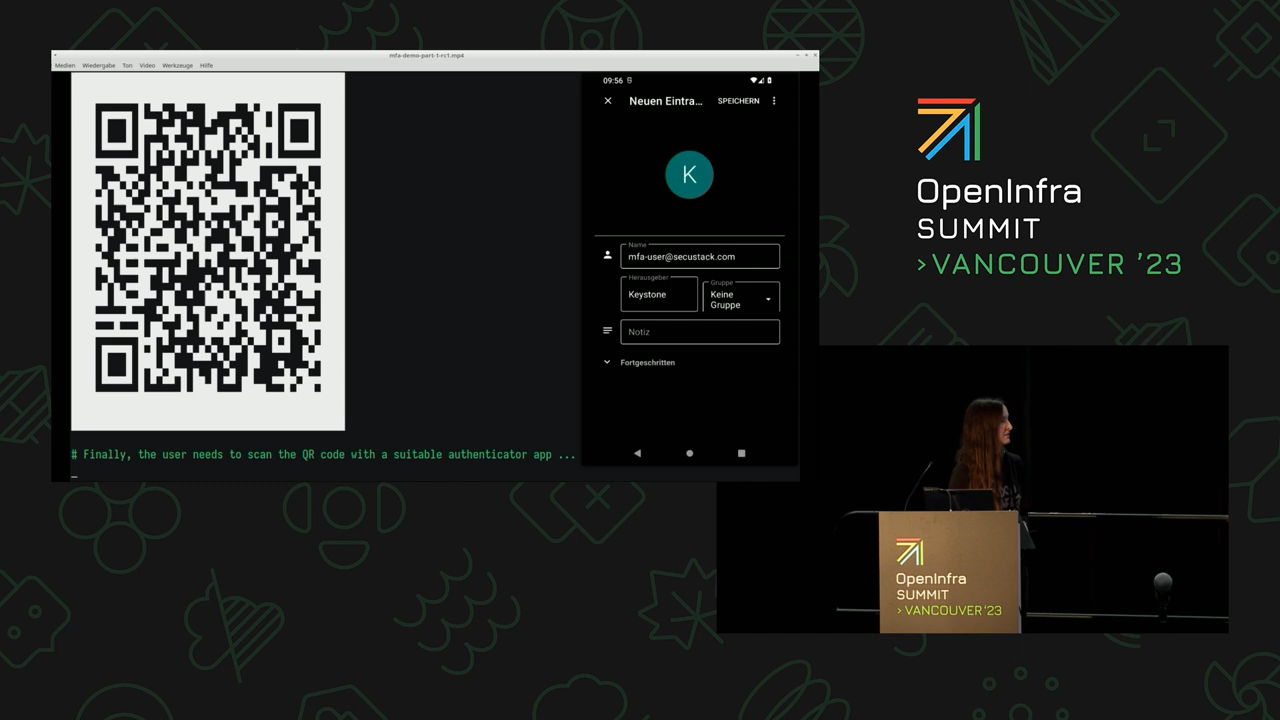 mfa-demo-part-1-rc1.mp4
Medien Wiedergabe Ton Video Werkzeuge Hilfe
# Finally, the user needs to scan the QR code with a suitable authenticator app ...
09:56
Neuen Eintra... SPEICHERN
K
Name
mfa-user@secustack.com
Herausgeber
Keystone
Gruppe
Keine
Gruppe
Notiz
Fortgeschritten
OpenInfra
SUMMIT
>VANCOUVER '23
OpenInfra
SUMMIT
>VANCOUVER '23